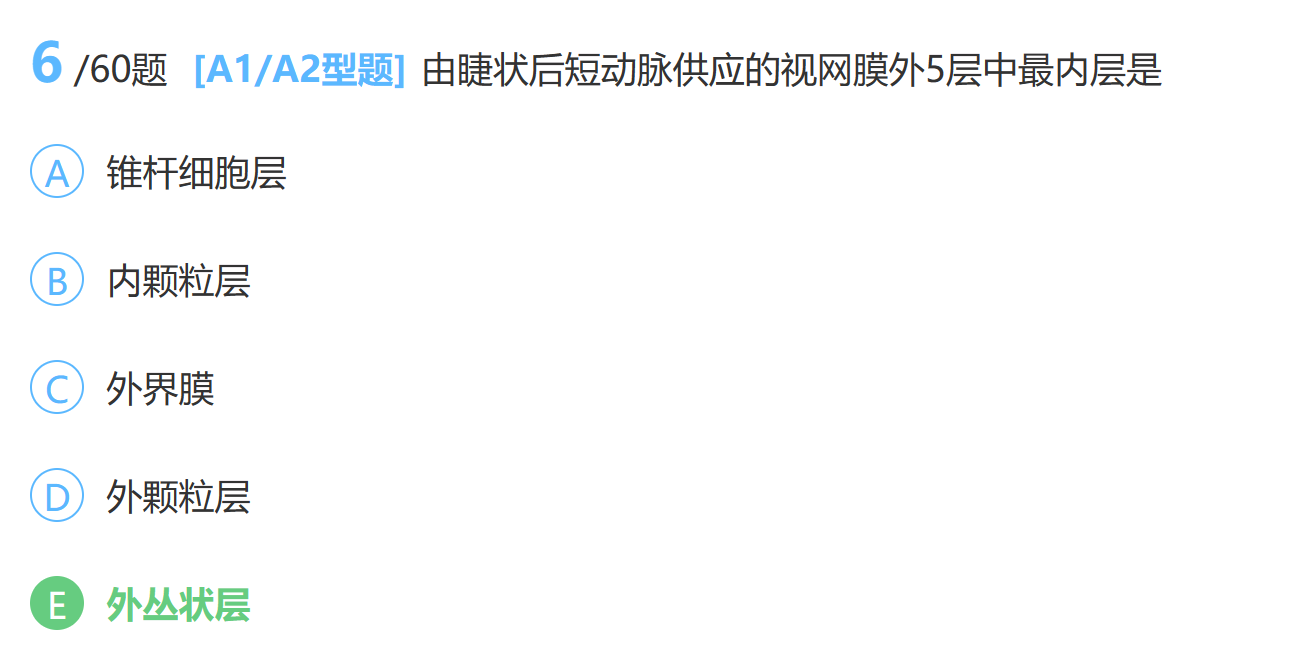 6 /60题 [A1/A2型题] 由睫状后短动脉供应的视网膜外5层中最内层是
A 锥杆细胞层
B 内颗粒层
C 外界膜
D 外颗粒层
E 外丛状层